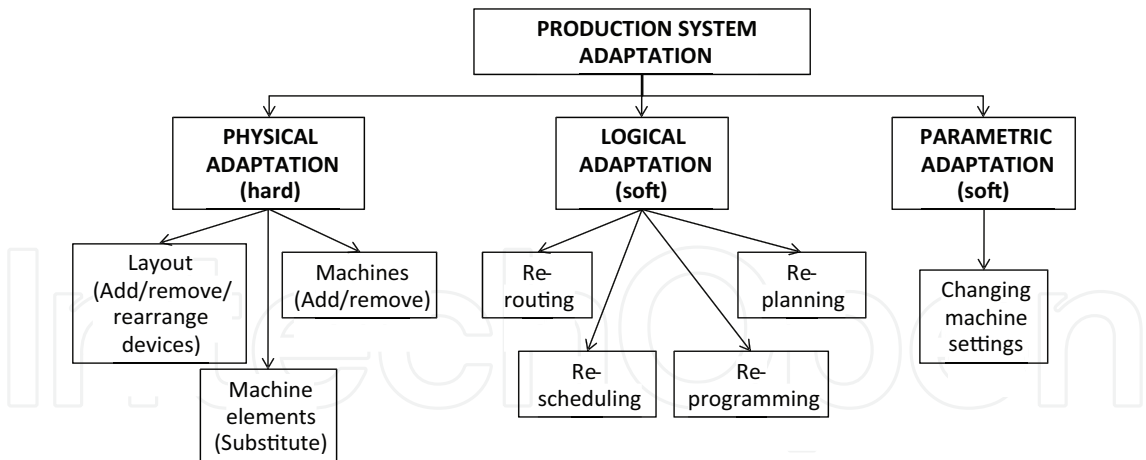 PRODUCTION SYSTEM
ADAPTATION
PHYSICAL
ADAPTATION
(hard)
LOGICAL
ADAPTATION
(soft)
PARAMETRIC
ADAPTATION
(soft)
Layout
(Add/remove/
rearrange
devices)
Machines
(Add/remove)
Machine
elements
(Substitute)
Re-
routing
Re-
scheduling
Re-
programming
Re-
planning
Changing
machine
settings
IntechOpen